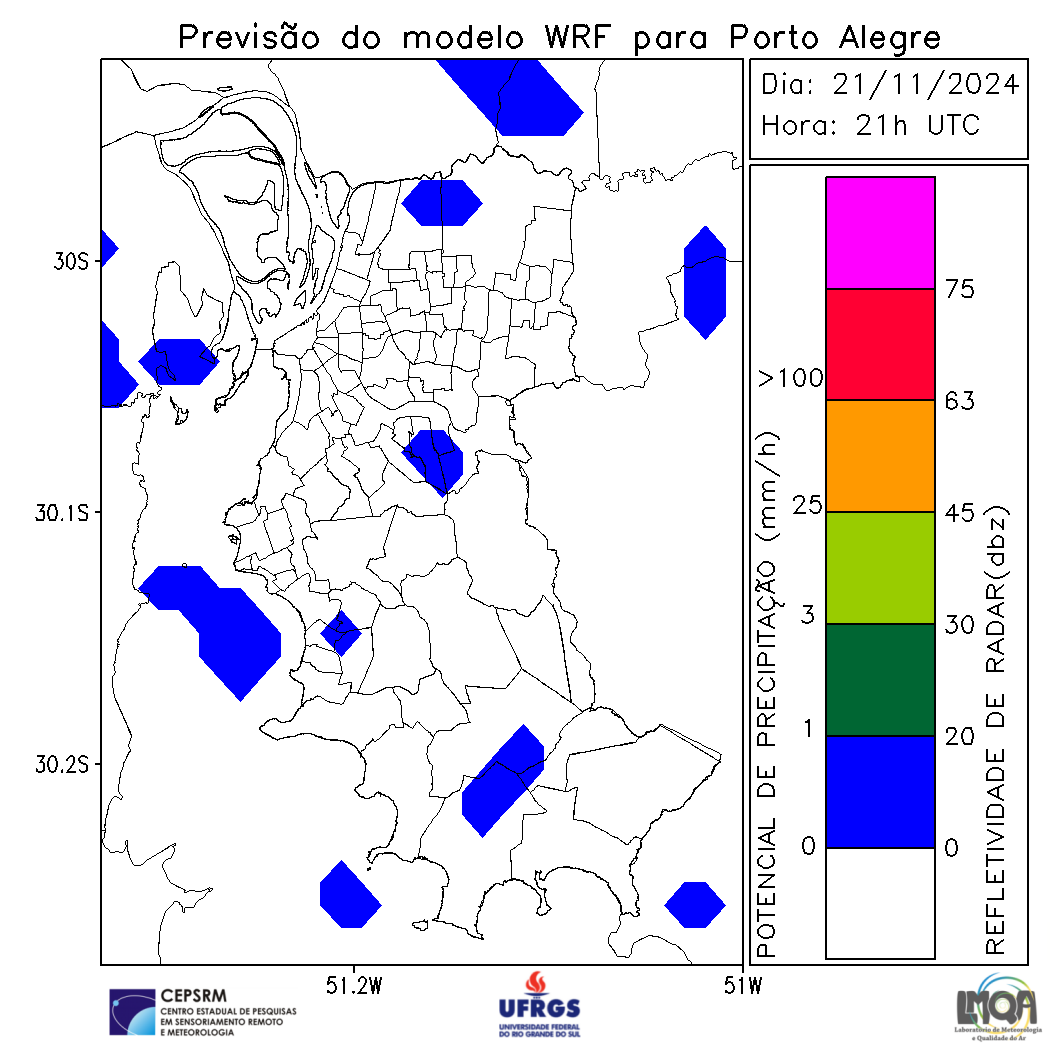 Previsão do modelo WRF para Porto Alegre
Dia: 21/11/2024
Hora: 21h UTC
30S
30.1S
30.2S
51.2W
51W
POTENCIAL DE PRECIPITAÇÃO (mm/h)
>100
25
3
1
0
75
63
45
30
20
0
REFLETIVIDADE DE RADAR(dbz)
CEPSRM
CENTRO ESTADUAL DE PESQUISAS
EM SENSORIAMENTO REMOTO
E METEOROLOGIA
UFRGS
UNIVERSIDADE FEDERAL
DO RIO GRANDE DO SUL
LMQA
Laboratório de Meteorologia
e Qualidade do Ar